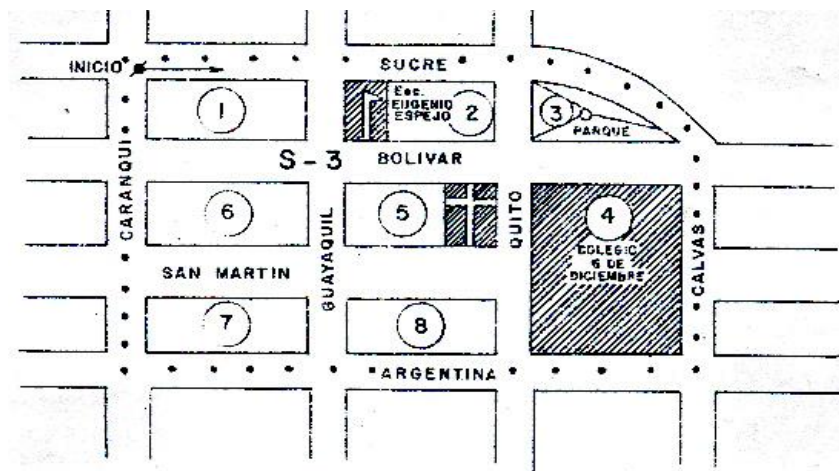 SUCRE
INICIO
1
Esc.
EUGENIO
ESPEJO
2
3
PARQUE
S-3
BOLIVAR
CARANQUI
6
GUAYAQUIL
5
QUITO
4
COLEGIO
6 DE
DICIEMBRE
CALVAS
SAN MARTIN
7
8
ARGENTINA